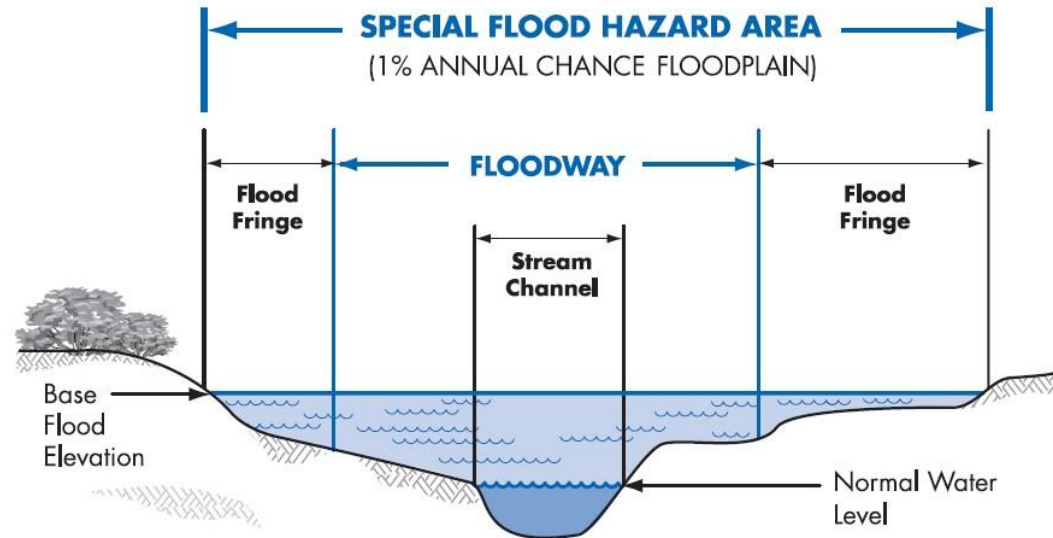 SPECIAL FLOOD HAZARD AREA
(1% ANNUAL CHANCE FLOODPLAIN)
FLOODWAY
Flood
Fringe
Flood
Fringe
Stream
Channel
Base
Flood
Elevation
Normal Water
Level